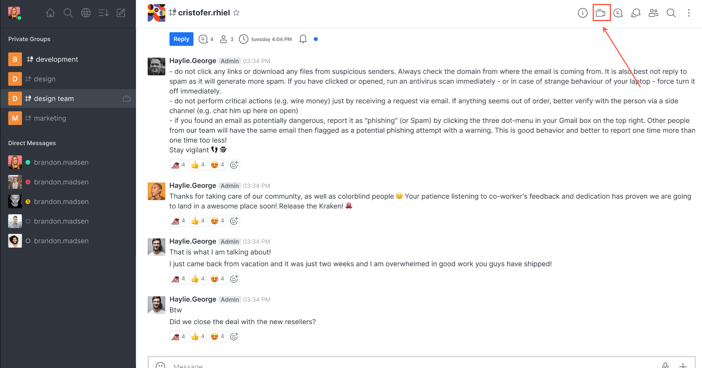 cristofer.rhiel
Private Groups
B development
D design
D design team
M marketing
Direct Messages
brandon.madsen
brandon.madsen
brandon.madsen
brandon.madsen
brandon.madsen
Reply 4 3 tuesday 4:04 PM
Haylie.George Admin 03:34 PM
- do not click any links or download any files from suspicious senders. Always check the domain from where the email is coming from. It is also best not reply to
spam as it will generate more spam. If you have clicked or opened, run an antivirus scan immediately - or in case of strange behaviour of your laptop - force turn it
off immediately.
- do not perform critical actions (e.g. wire money) just by receiving a request via email. If anything seems out of order, better verify with the person via a side
channel (e.g. chat him up here on open)
- if you found an email as potentially dangerous, report it as "phishing" (or Spam) by clicking the three dot-menu in your Gmail box on the top right. Other people
from our team will have the same email then flagged as a potential phishing attempt with a warning. This is good behavior and better to report one time more than
one time too less!
Stay vigilant
4 4 4
Haylie.George Admin 03:34 PM
Thanks for taking care of our community, as well as colorblind people Your patience listening to co-worker's feedback and dedication has proven we are going
to land in a awesome place soon! Release the Kraken!
4 4 4
Haylie.George Admin 03:34 PM
That is what I am talking about!
I just came back from vacation and it was just two weeks and I am overwhelmed in good work you guys have shipped!
4 4 4
Haylie.George Admin 03:34 PM
Btw
Did we close the deal with the new resellers?
4 4 4
Message